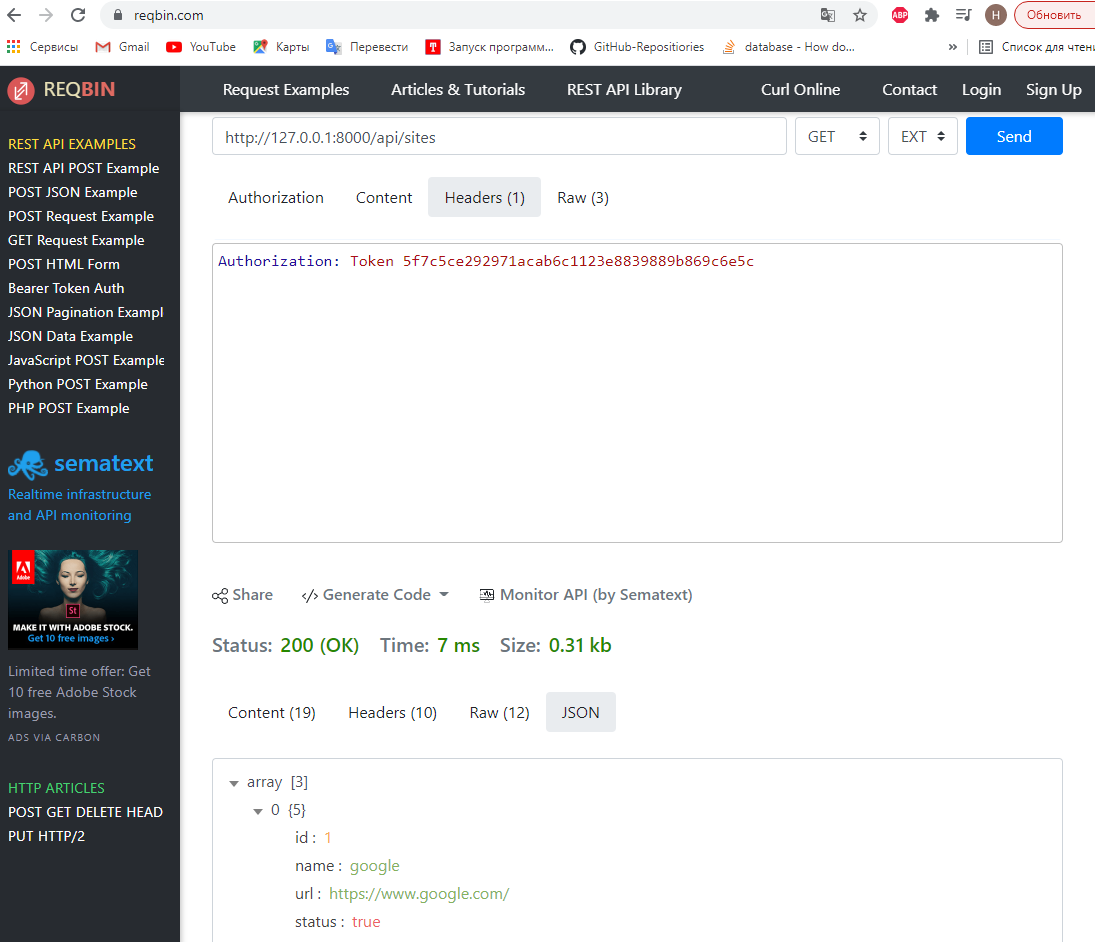 reqbin.com
ABP
H
Обновить
Сервисы
Gmail
YouTube
Карты
Перевести
T
Запуск программ...
GitHub-Repositiories
database - How do...
»
Список для чтени
REQBIN
Request Examples
Articles & Tutorials
REST API Library
Curl Online
Contact
Login
Sign Up
REST API EXAMPLES
REST API POST Example
POST JSON Example
POST Request Example
GET Request Example
POST HTML Form
Bearer Token Auth
JSON Pagination Exampl
JSON Data Example
JavaScript POST Example
Python POST Example
PHP POST Example
sematext
Realtime infrastructure
and API monitoring
Adobe
St
MAKE IT WITH ADOBE STOCK.
Get 10 free images ›
Limited time offer: Get
10 free Adobe Stock
images.
ADS VIA CARBON
HTTP ARTICLES
POST GET DELETE HEAD
PUT HTTP/2
http://127.0.0.1:8000/api/sites
GET
EXT
Send
Authorization
Content
Headers (1)
Raw (3)
Authorization: Token 5f7c5ce292971acab6c1123e8839889b869c6e5c
Share
</> Generate Code
Monitor API (by Sematext)
Status: 200 (OK) Time: 7 ms Size: 0.31 kb
Content (19)
Headers (10)
Raw (12)
JSON
array [3]
0 {5}
id : 1
name : google
url : https://www.google.com/
status : true